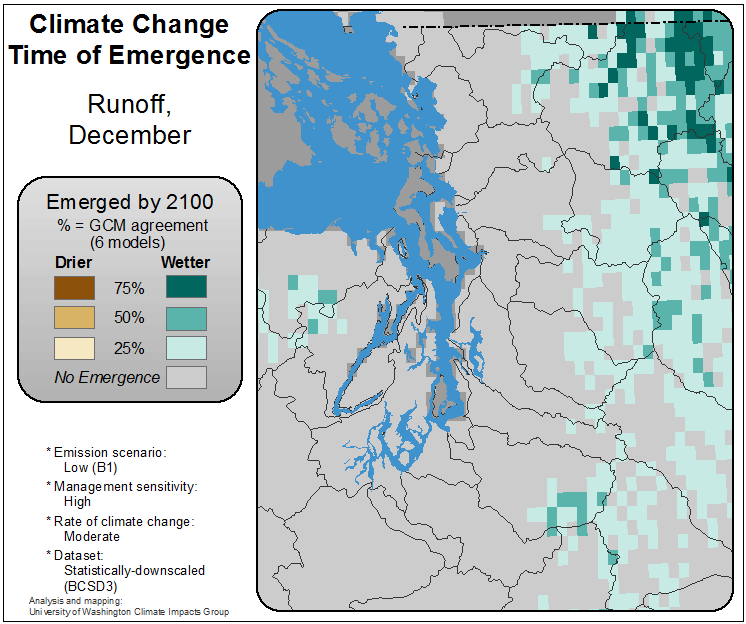 Climate Change
Time of Emergence
Runoff,
December
Emerged by 2100
% = GCM agreement
(6 models)
Drier Wetter
75%
50%
25%
No Emergence
* Emission scenario:
Low (B1)
* Management sensitivity:
High
* Rate of climate change:
Moderate
* Dataset:
Statistically-downscaled
(BCSD3)
Analysis and mapping:
University of Washington Climate Impacts Group